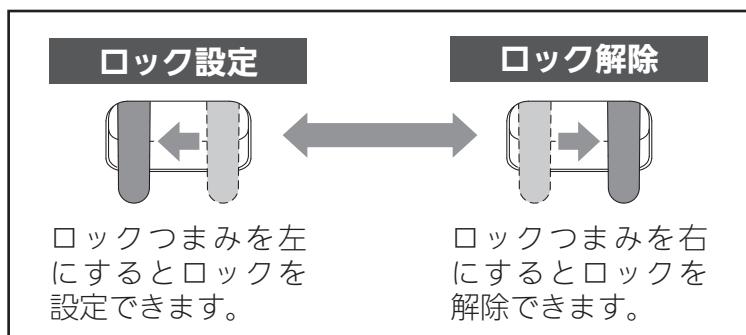 ロック設定
ロックつまみを左
にするとロックを
設定できます。
ロック解除
ロックつまみを右
にするとロックを
解除できます。